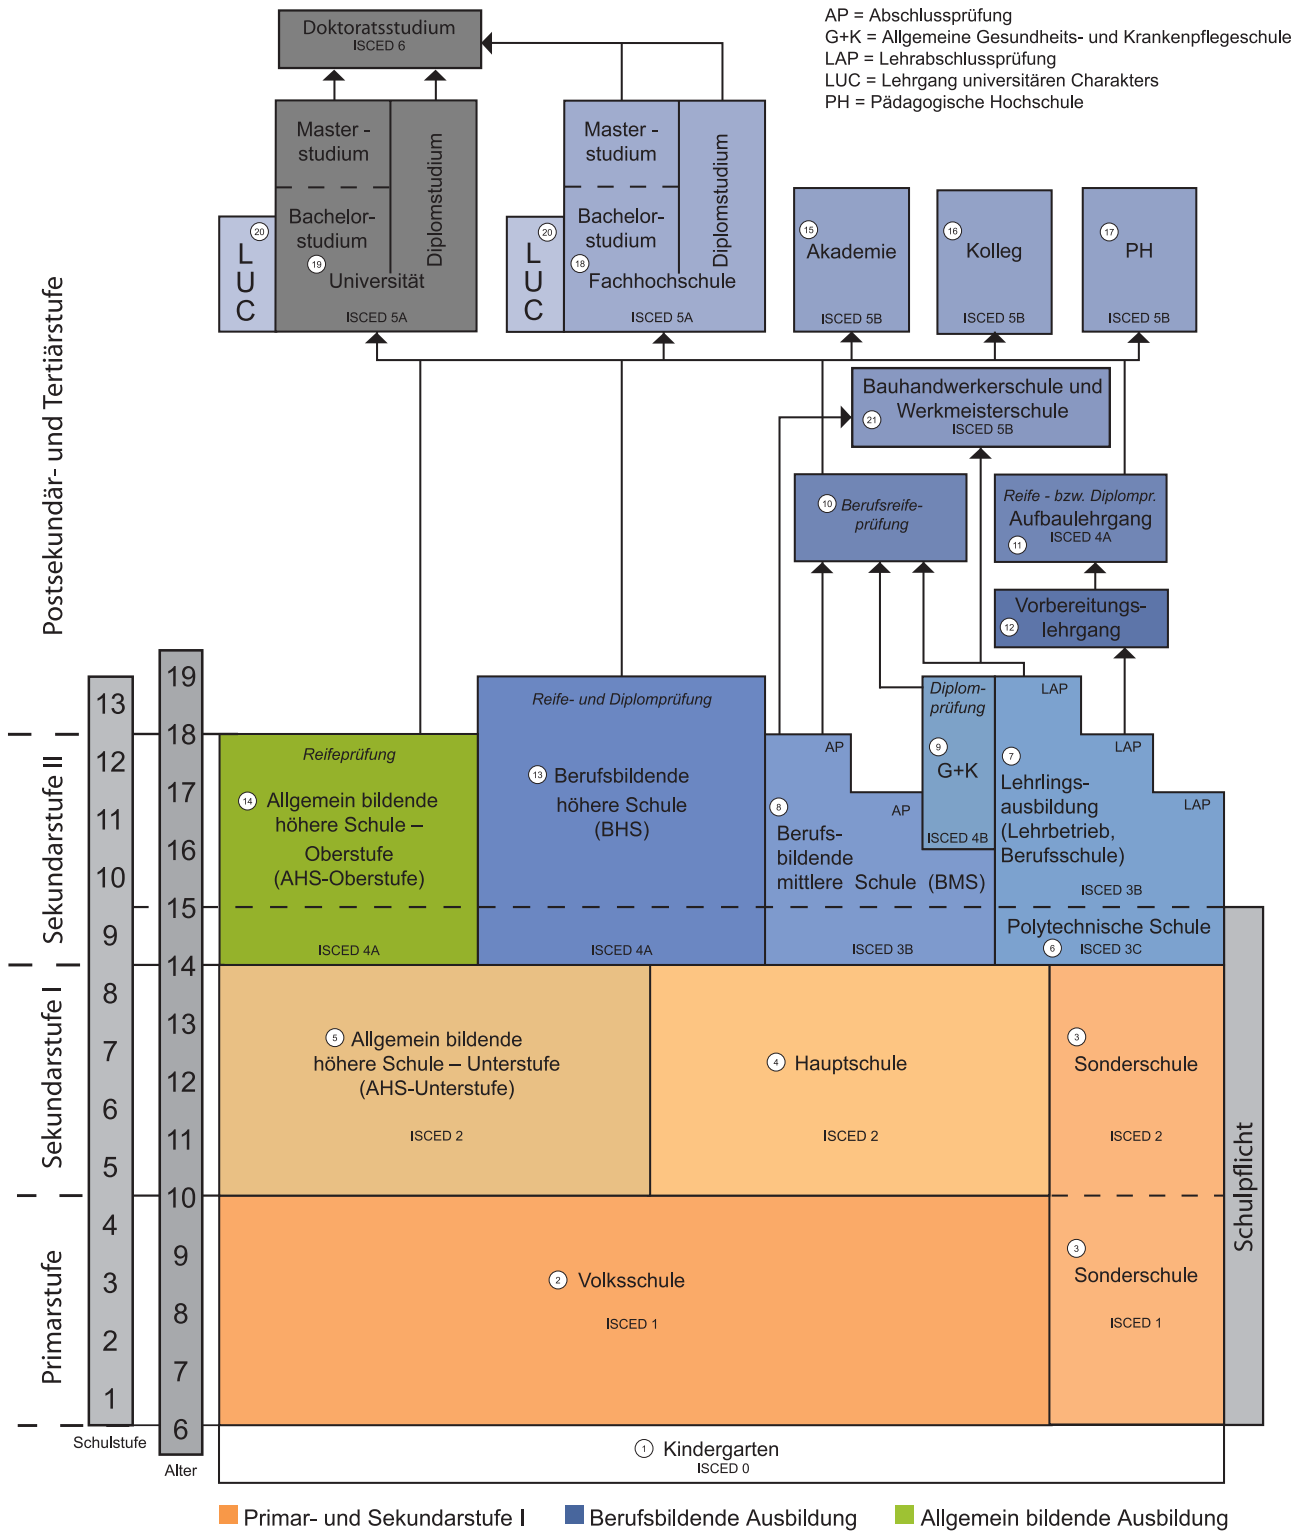 AP = Abschlussprüfung
G+K = Allgemeine Gesundheits- und Krankenpflegeschule
LAP = Lehrabschlussprüfung
LUC = Lehrgang universitären Charakters
PH = Pädagogische Hochschule
Doktoratsstudium
ISCED 6
Master -
studium
Bachelor-
studium
Diplomstudium
19
Universität
ISCED 5A
20
L
U
C
Master -
studium
Bachelor-
studium
Diplomstudium
18
Fachhochschule
ISCED 5A
20
L
U
C
15
Akademie
ISCED 5B
16
Kolleg
ISCED 5B
17
PH
ISCED 5B
Bauhandwerkerschule und
Werkmeisterschule
21
ISCED 5B
10
Berufsreife-
prüfung
Reife - bzw. Diplompr.
Aufbaulehrgang
11
ISCED 4A
Vorbereitungs-
12
lehrgang
Postsekundär- und Tertiärstufe
Sekundarstufe II
Sekundarstufe I
Primarstufe
13
12
11
10
9
8
7
6
5
4
3
2
1
Schulstufe
19
18
17
16
15
14
13
12
11
10
9
8
7
6
Alter
Reifeprüfung
14
Allgemein bildende
höhere Schule –
Oberstufe
(AHS-Oberstufe)
ISCED 4A
Reife- und Diplomprüfung
13
Berufsbildende
höhere Schule
(BHS)
ISCED 4A
AP
AP
8
Berufs-
bildende
mittlere Schule (BMS)
ISCED 3B
Diplom-
prüfung
9
G+K
ISCED 4B
LAP
LAP
LAP
7
Lehrlings-
ausbildung
(Lehrbetrieb,
Berufsschule)
ISCED 3B
Polytechnische Schule
6
ISCED 3C
5
Allgemein bildende
höhere Schule – Unterstufe
(AHS-Unterstufe)
ISCED 2
4
Hauptschule
ISCED 2
3
Sonderschule
ISCED 2
2
Volksschule
ISCED 1
3
Sonderschule
ISCED 1
Schulpflicht
1
Kindergarten
ISCED 0
Primar- und Sekundarstufe I
Berufsbildende Ausbildung
Allgemein bildende Ausbildung